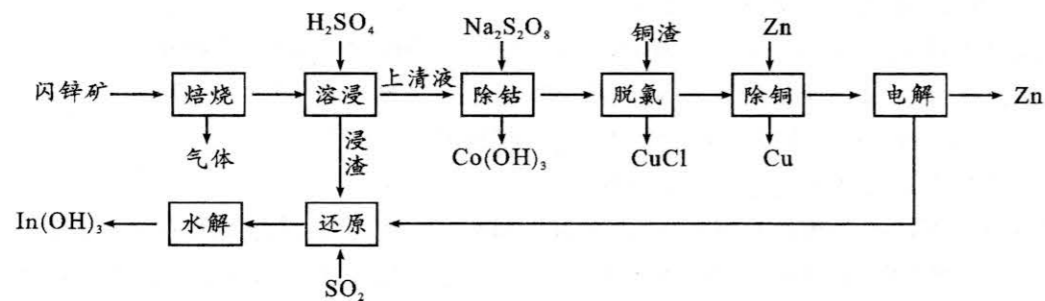 H₂SO₄ Na₂S₂O₈ 铜渣 Zn
闪锌矿 焙烧 溶浸 上清液 除钴 脱氯 除铜 电解 Zn
气体 浸渣 Co(OH)₃ CuCl Cu
In(OH)₃ 水解 还原
SO₂